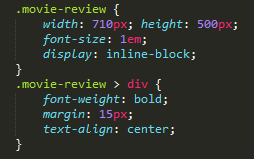 .movie-review {
    width: 710px; height: 500px;
    font-size: 1em;
    display: inline-block;
}
.movie-review > div {
    font-weight: bold;
    margin: 15px;
    text-align: center;
}